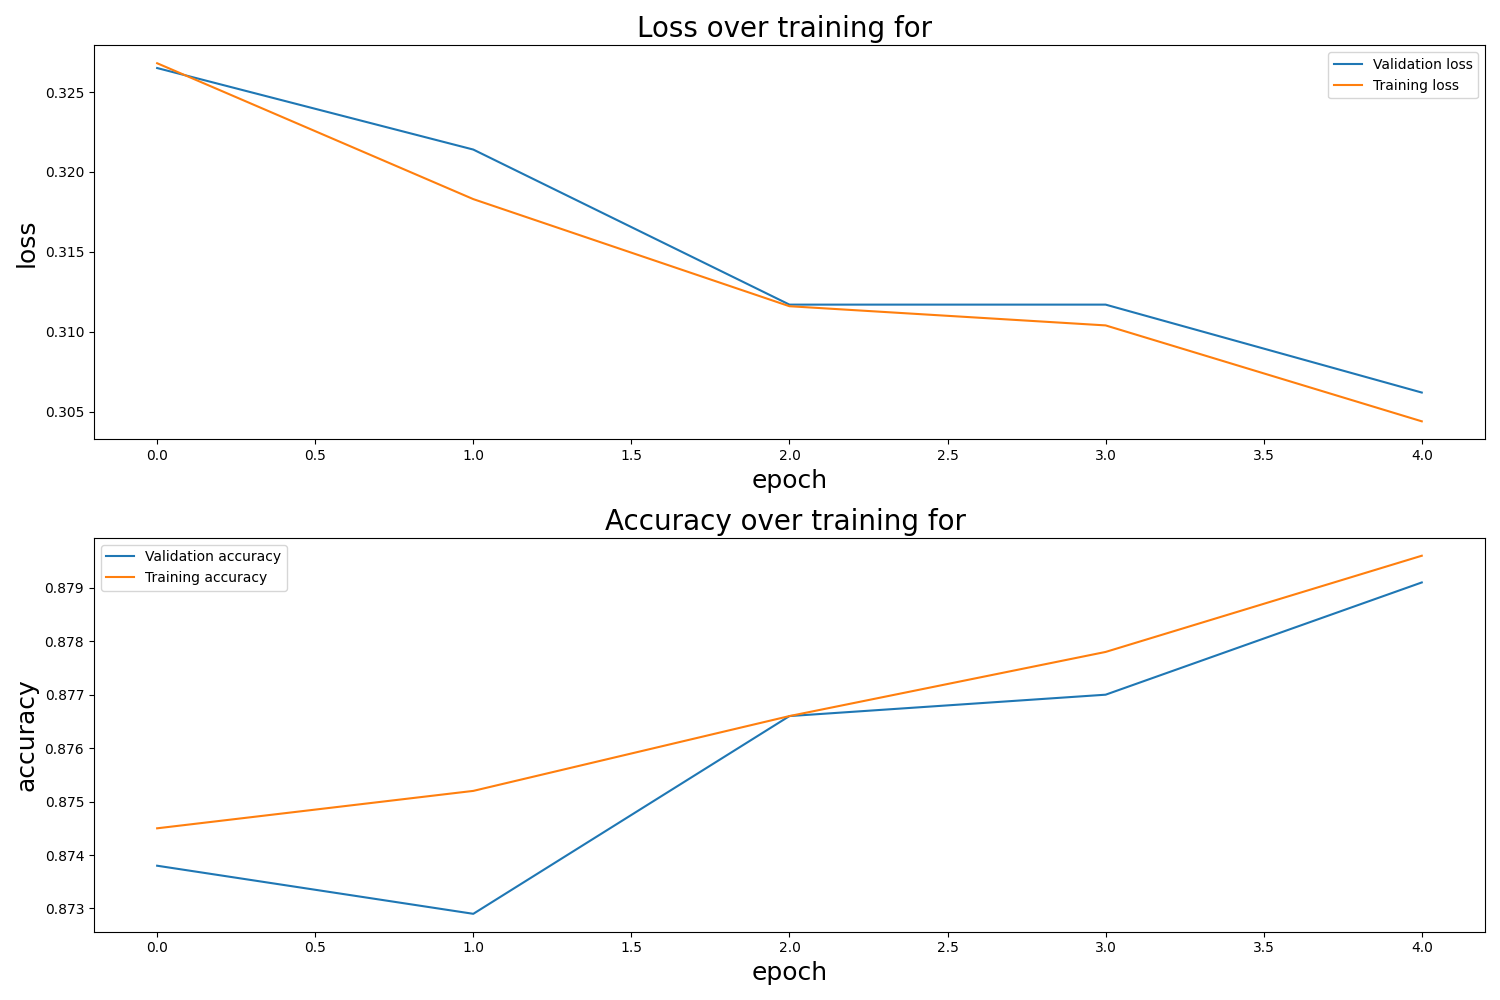 Loss over training for
Validation loss
Training loss
0.325
0.320
0.315
0.310
0.305
loss
0.0 0.5 1.0 1.5 2.0 2.5 3.0 3.5 4.0
epoch
Accuracy over training for
Validation accuracy
Training accuracy
0.879
0.878
0.877
0.876
0.875
0.874
0.873
accuracy
0.0 0.5 1.0 1.5 2.0 2.5 3.0 3.5 4.0
epoch